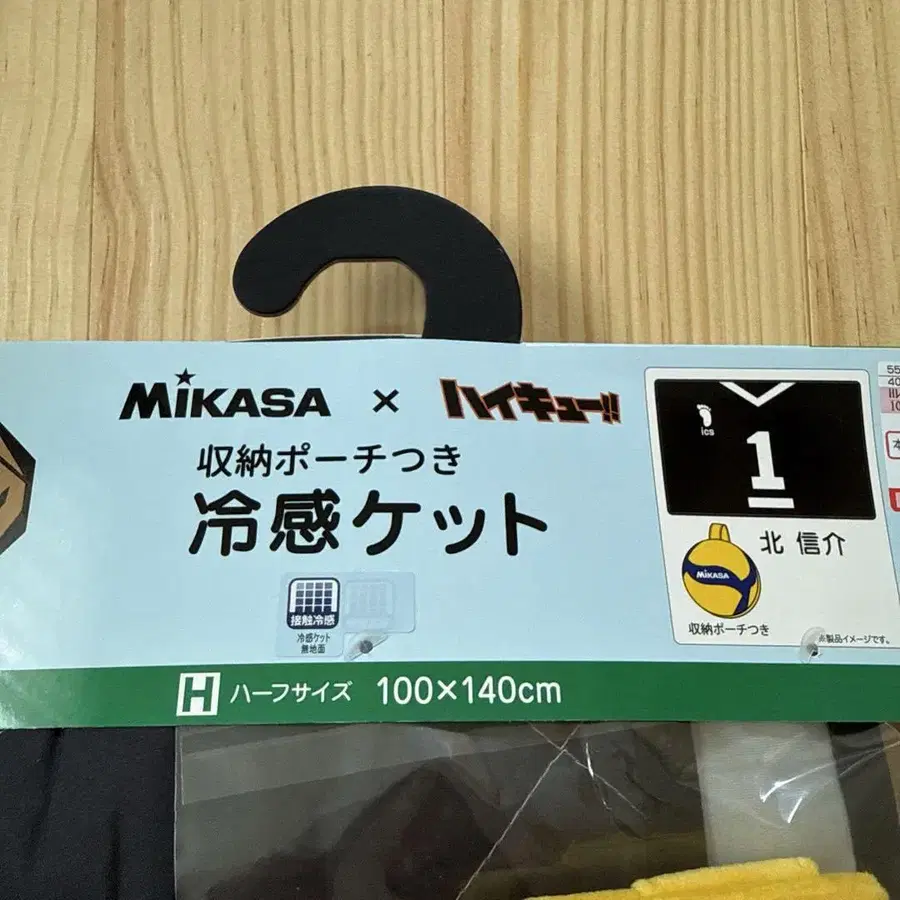 MIKASA × ハイキュー!!
収納ポーチつき
冷感ケット
接触冷感
冷感ケット
無地面
H ハーフサイズ 100×140cm
ics
1
北 信介
MIKASA
収納ポーチつき
※製品イメージです。
55
40
10